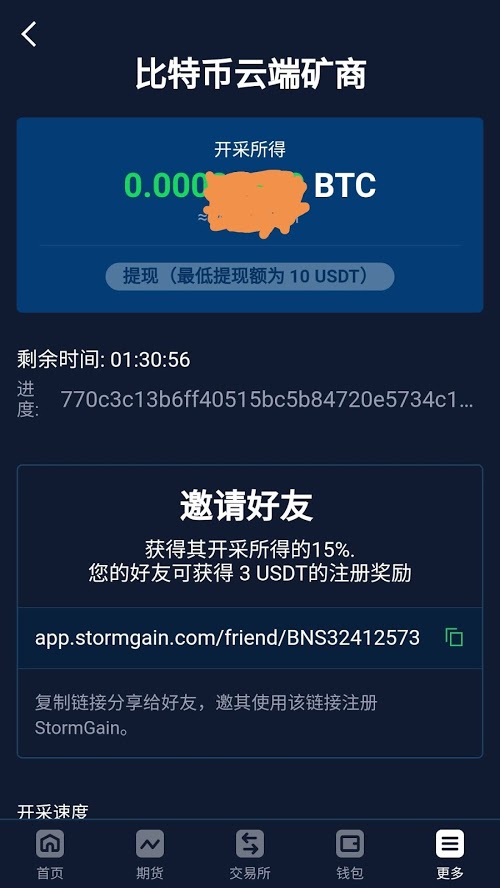 比特币云端矿商
开采所得
0.000 BTC
≈
提现（最低提现额为 10 USDT）
剩余时间: 01:30:56
进度: 770c3c13b6ff40515bc5b84720e5734c1...
邀请好友
获得其开采所得的15%.
您的好友可获得 3 USDT的注册奖励
app.stormgain.com/friend/BNS32412573
复制链接分享给好友，邀其使用该链接注册
StormGain。
开采速度
首页 期货 交易所 钱包 更多